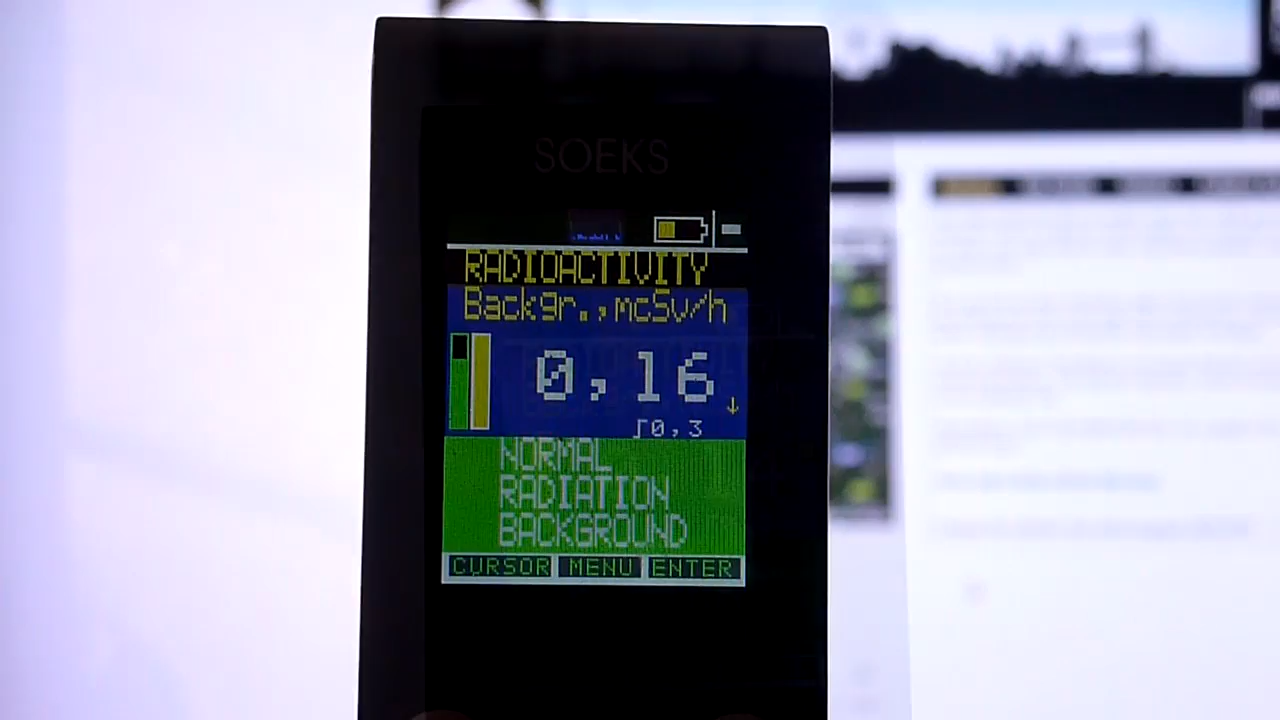 SOEKS
RADIOACTIVITY
Backgr.,mcSv/h
0,16
↓
⌠0,3
NORMAL
RADIATION
BACKGROUND
CURSOR MENU ENTER